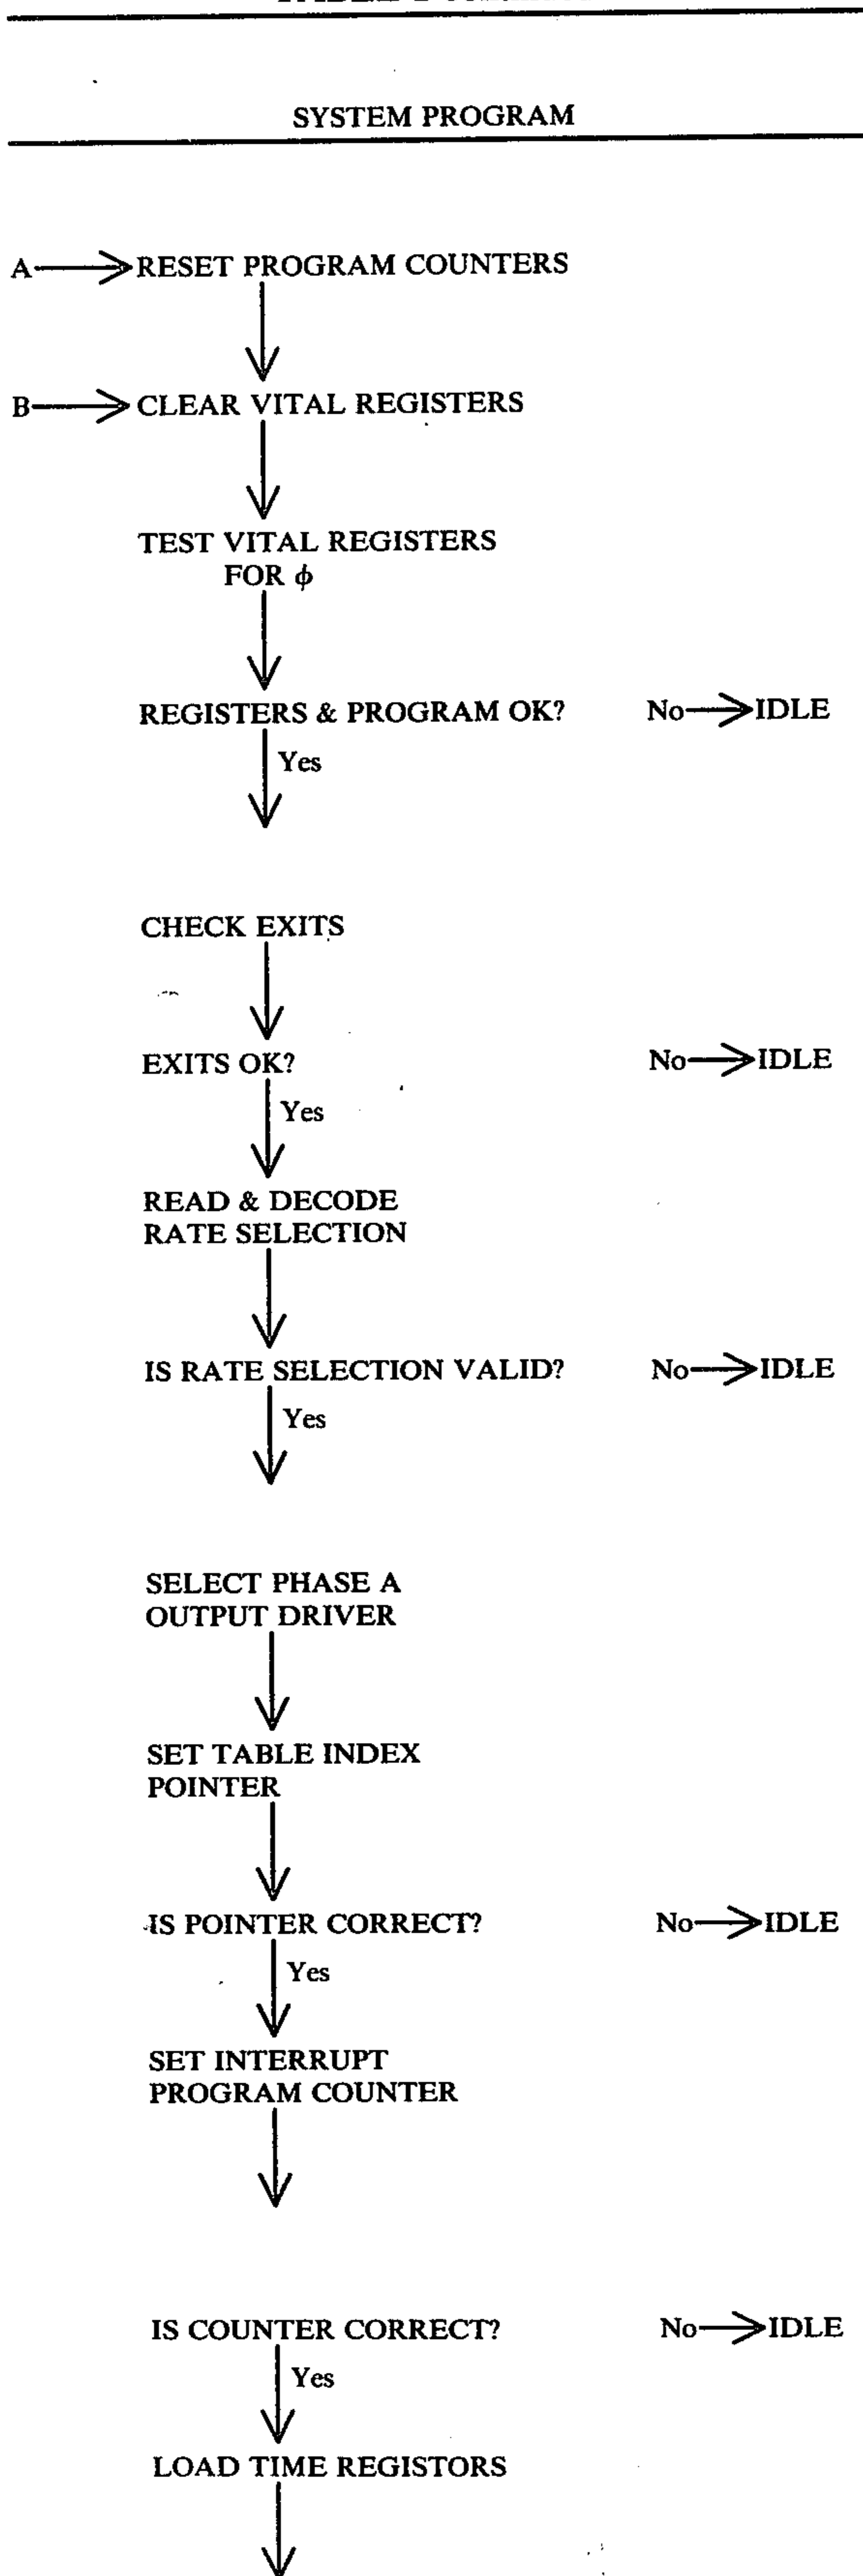 SYSTEM PROGRAM
A RESET PROGRAM COUNTERS
B CLEAR VITAL REGISTERS
TEST VITAL REGISTERS
FOR ϕ
REGISTERS & PROGRAM OK? No IDLE
Yes
CHECK EXITS
EXITS OK? No IDLE
Yes
READ & DECODE
RATE SELECTION
IS RATE SELECTION VALID? No IDLE
Yes
SELECT PHASE A
OUTPUT DRIVER
SET TABLE INDEX
POINTER
IS POINTER CORRECT? No IDLE
Yes
SET INTERRUPT
PROGRAM COUNTER
IS COUNTER CORRECT? No IDLE
Yes
LOAD TIME REGISTORS